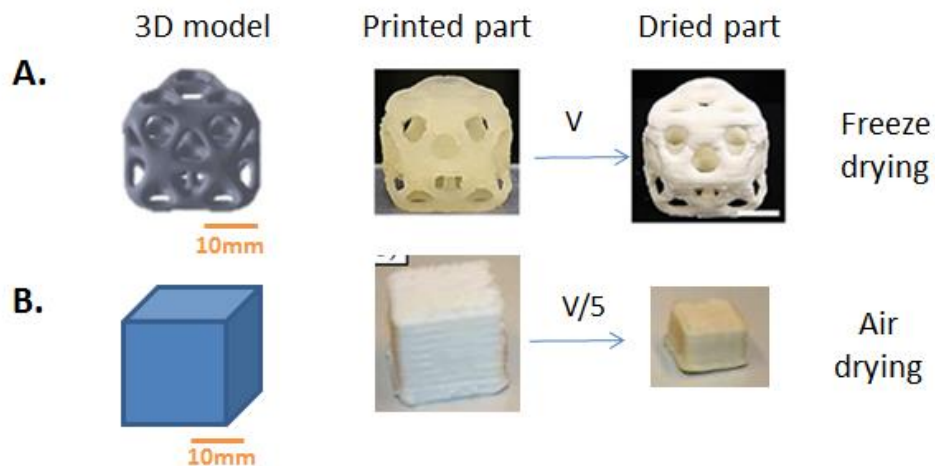 3D model Printed part Dried part
A.
V
Freeze
drying
10mm
B.
V/5
Air
drying
10mm